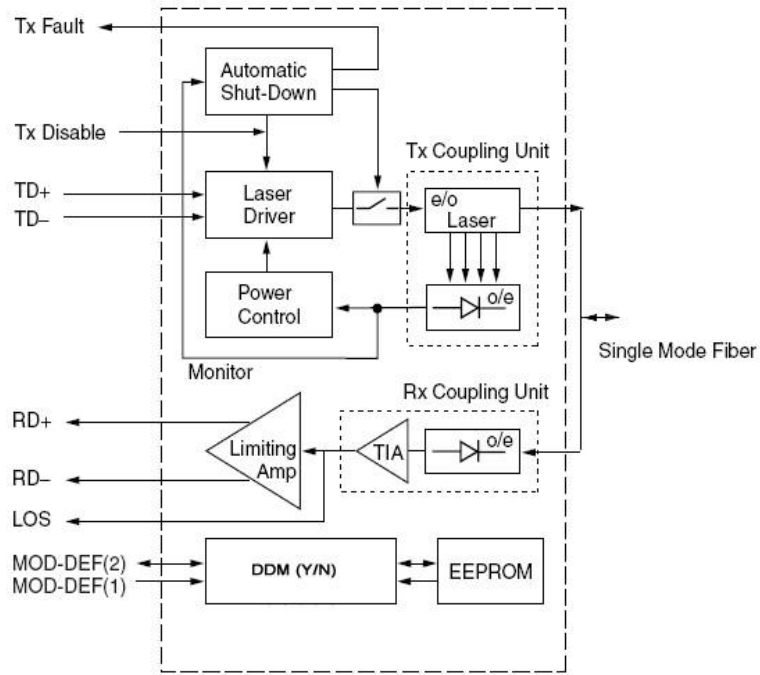 Tx Fault
Automatic
Shut-Down
Tx Disable
Tx Coupling Unit
TD+
TD–
Laser
Driver
e/o
Laser
Power
Control
o/e
Single Mode Fiber
Monitor
Rx Coupling Unit
RD+
RD–
Limiting
Amp
TIA
o/e
LOS
MOD-DEF(2)
MOD-DEF(1)
DDM (Y/N)
EEPROM